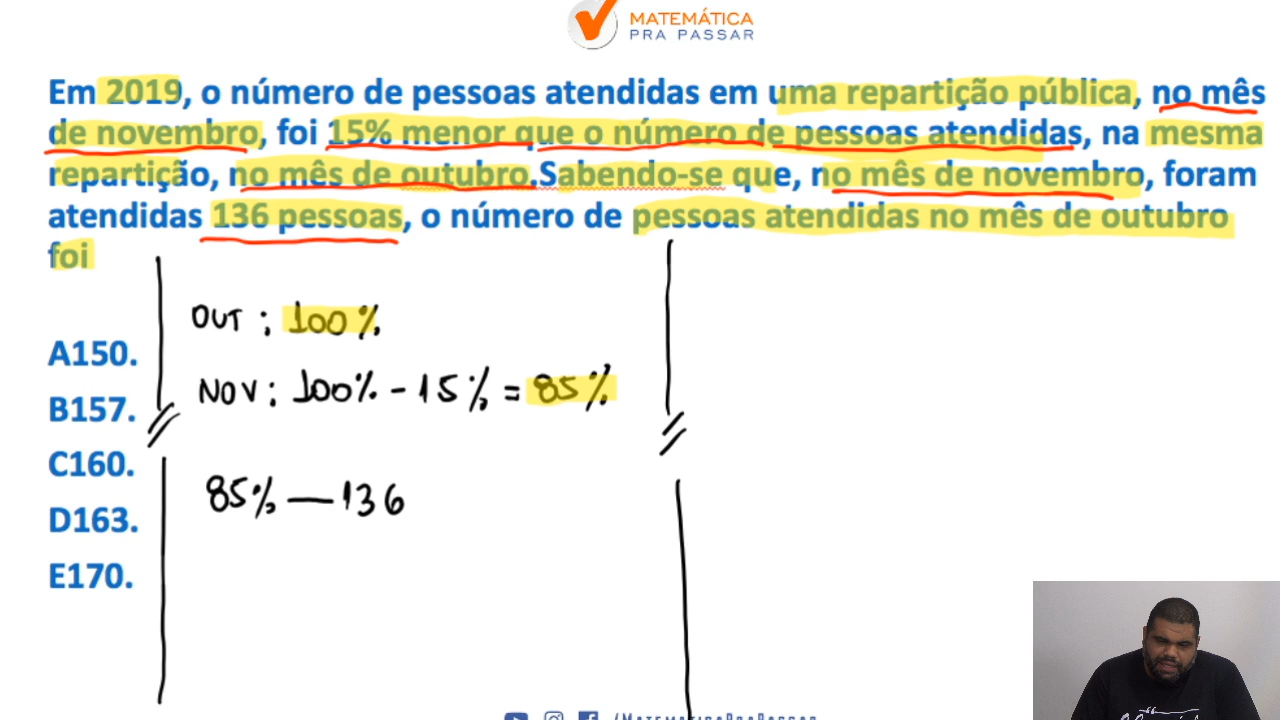 MATEMÁTICA
PRA PASSAR
Em 2019, o número de pessoas atendidas em uma repartição pública, no mês
de novembro, foi 15% menor que o número de pessoas atendidas, na mesma
repartição, no mês de outubro.Sabendo-se que, no mês de novembro, foram
atendidas 136 pessoas, o número de pessoas atendidas no mês de outubro
foi
OUT : 100%
A150.
NOV : 100% - 15% = 85%
B157.
C160.
85% — 136
D163.
E170.
/MATEMATICAPRAPASSAR